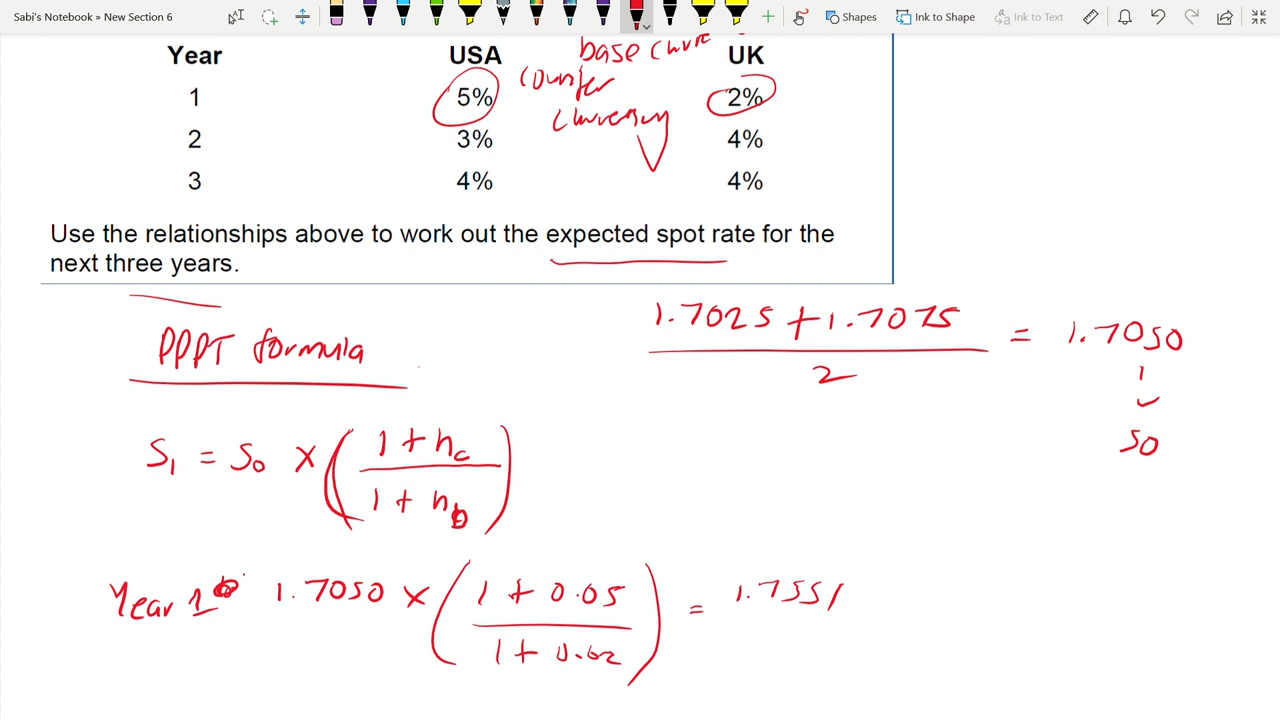 Sabi's Notebook » New Section 6
Shapes
Ink to Shape
Ink to Text
base
Year USA UK
counter
1 5% 2%
2 3% 4%
3 4% 4%
Use the relationships above to work out the expected spot rate for the
next three years.
1.7025 + 1.7075 = 1.7050
2
PPPT formula
50
S₁ = S₀ × (1 + hc
1 + hb)
Year 1 1.7050 × (1 + 0.05 = 1.7551
1 + 0.02)